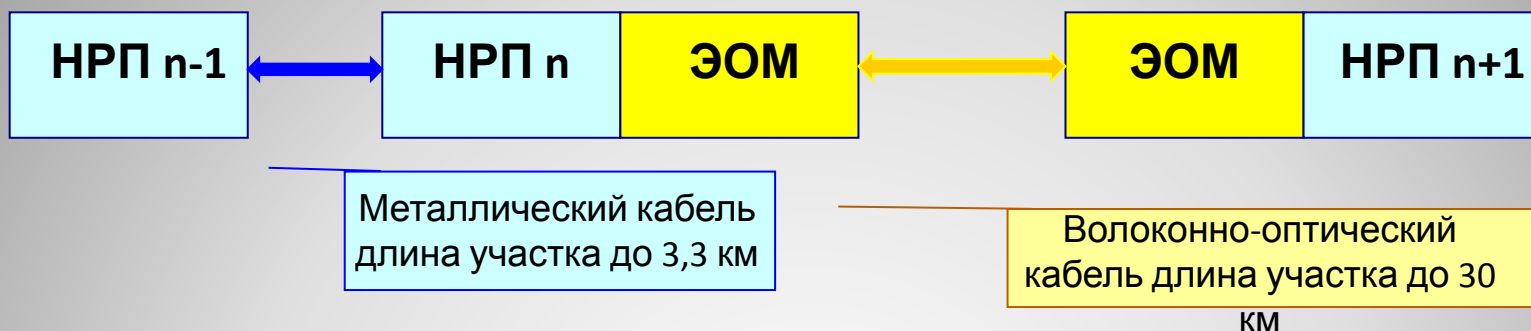 НРП n-1
НРП n
ЭОМ
ЭОМ
НРП n+1
Металлический кабель
длина участка до 3,3 км
Волоконно-оптический
кабель длина участка до 30
км